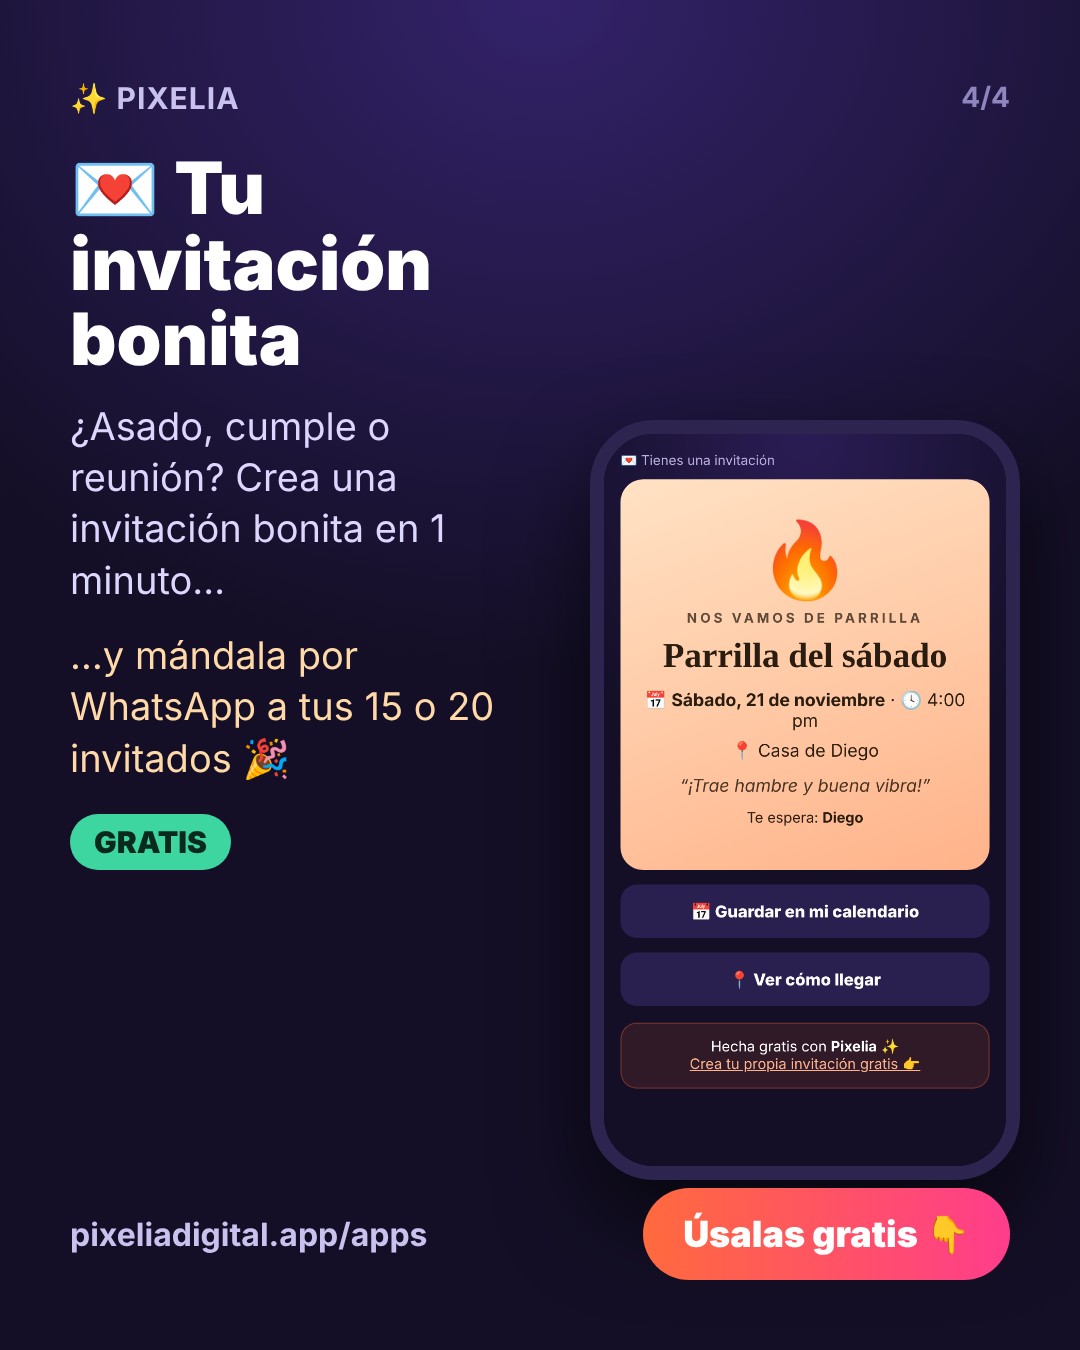 ✨ PIXELIA
4/4
💌 Tu
invitación
bonita
¿Asado, cumple o
reunión? Crea una
invitación bonita en 1
minuto...
...y mándala por
WhatsApp a tus 15 o 20
invitados 🎉
GRATIS
💌 Tienes una invitación
NOS VAMOS DE PARRILLA
Parrilla del sábado
📅 Sábado, 21 de noviembre · 🕓 4:00
pm
📍 Casa de Diego
“¡Trae hambre y buena vibra!”
Te espera: Diego
📅 Guardar en mi calendario
📍 Ver cómo llegar
Hecha gratis con Pixelia ✨
Crea tu propia invitación gratis 👉
pixeliadigital.app/apps
Úsalas gratis 👇